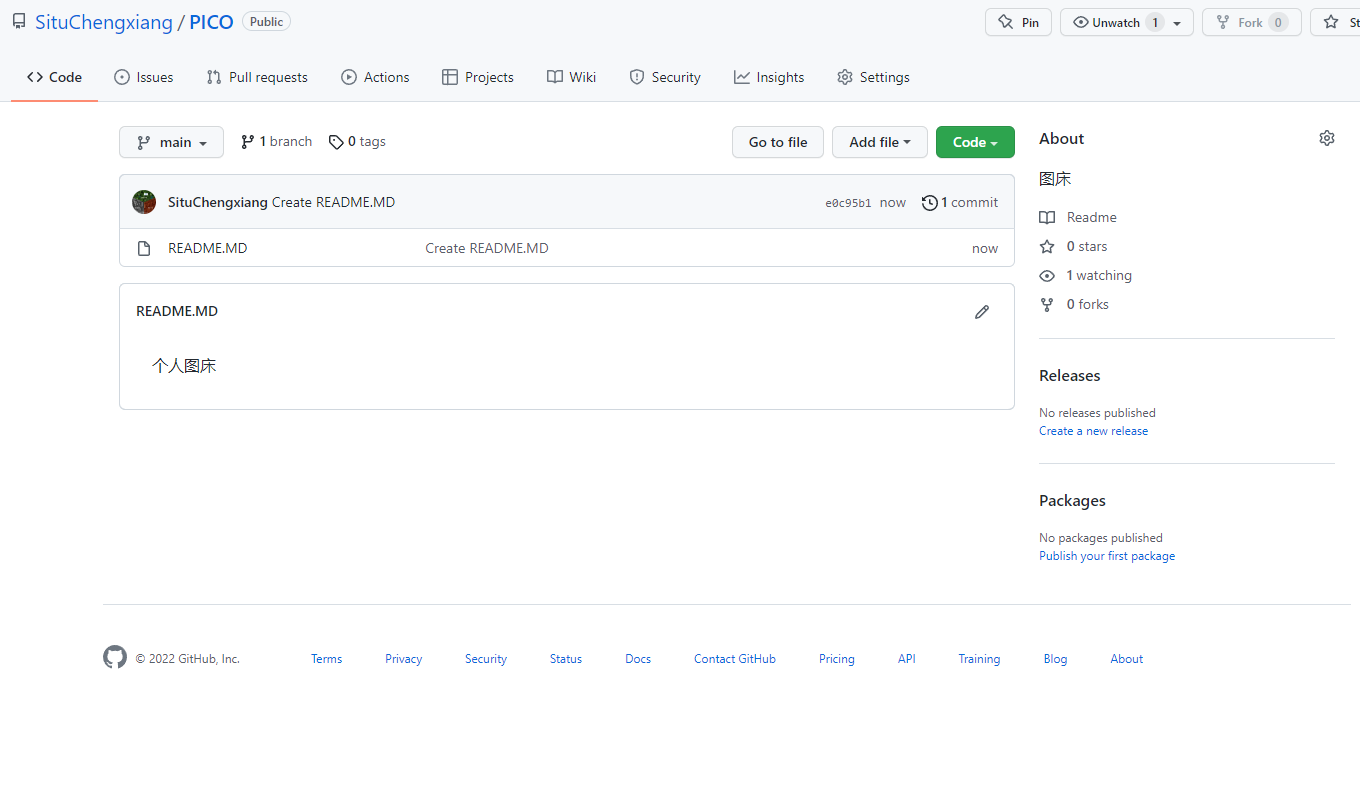 SituChengxiang / PICO Public Pin Unwatch 1 Fork 0 St
Code Issues Pull requests Actions Projects Wiki Security Insights Settings
main 1 branch 0 tags Go to file Add file Code
SituChengxiang Create README.MD e0c95b1 now 1 commit
README.MD Create README.MD now
README.MD
个人图床
About
图床
Readme
0 stars
1 watching
0 forks
Releases
No releases published
Create a new release
Packages
No packages published
Publish your first package
© 2022 GitHub, Inc. Terms Privacy Security Status Docs Contact GitHub Pricing API Training Blog About